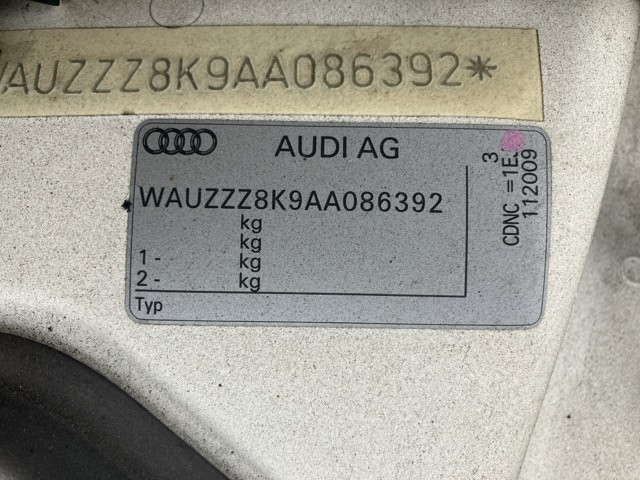 WAUZZZ8K9AA086392*
AUDI AG
WAUZZZ8K9AA086392
kg
kg
1 - kg
2 - kg
Typ
3
CDNC =1E
112009